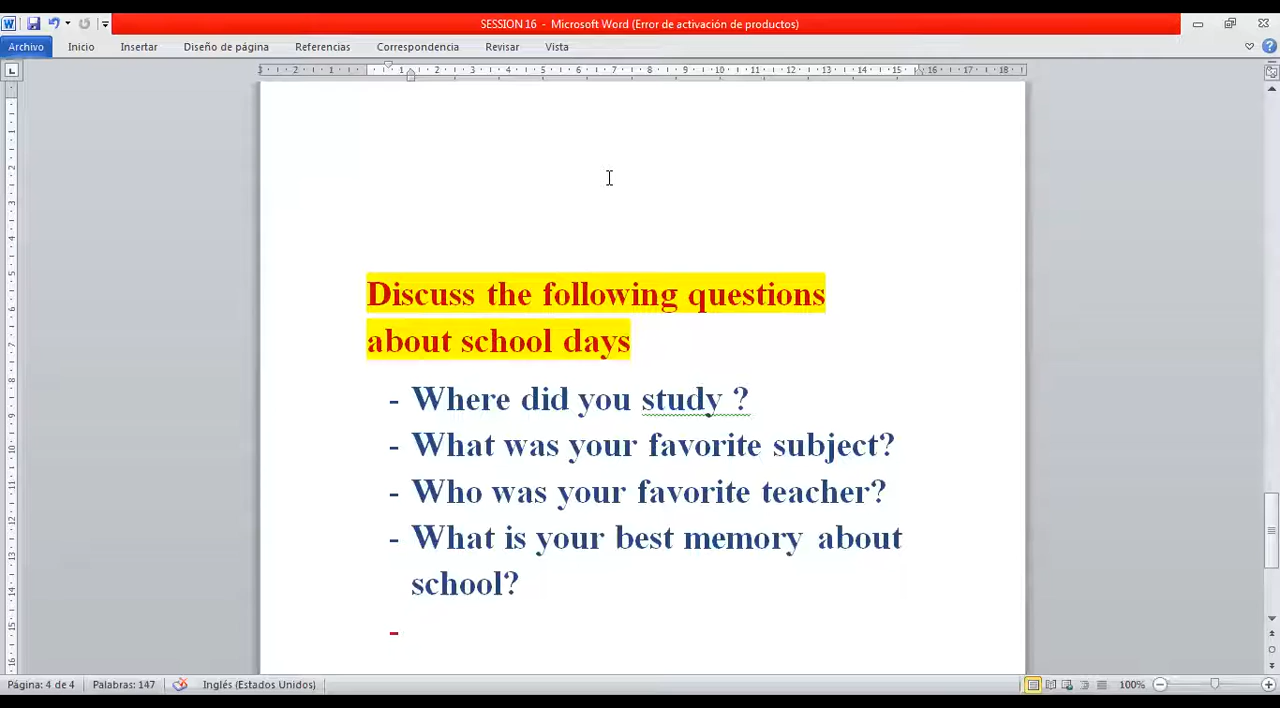 SESSION 16 - Microsoft Word (Error de activación de productos)
Archivo Inicio Insertar Diseño de página Referencias Correspondencia Revisar Vista
Discuss the following questions
about school days
- Where did you study ?
- What was your favorite subject?
- Who was your favorite teacher?
- What is your best memory about
school?
-
Página: 4 de 4 Palabras: 147 Inglés (Estados Unidos) 100%